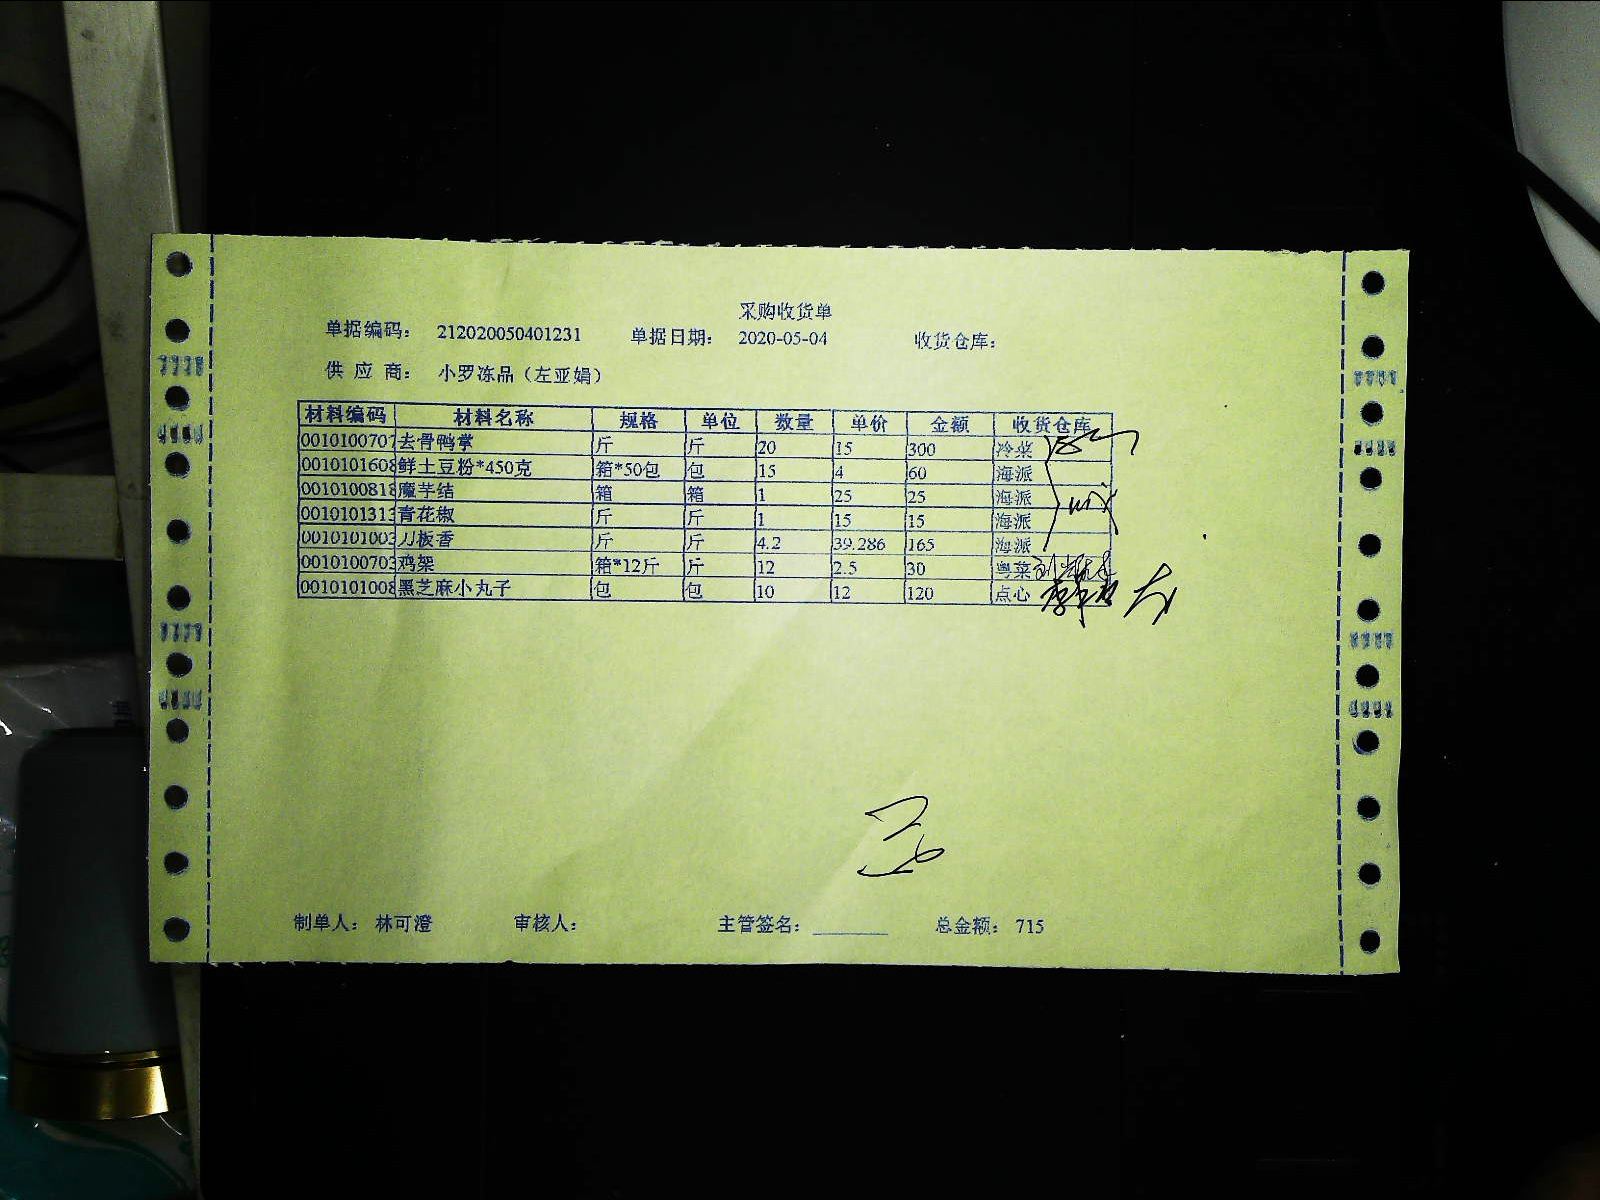 采购收货单
单据编码: 212020050401231 单据日期: 2020-05-04 收货仓库:
供 应 商: 小罗冻品(左亚娟)
材料编码 材料名称 规格 单位 数量 单价 金额 收货仓库
0010100707 去骨鸭掌 斤 斤 20 15 300 冷菜
0010101608 鲜土豆粉*450克 箱*50包 包 15 4 60 海派
0010100818 魔芋结 箱 箱 1 25 25 海派
0010101313 青花椒 斤 斤 1 15 15 海派
0010101003 刀板香 斤 斤 4.2 39.286 165 海派
0010100703 鸡架 箱*12斤 斤 12 2.5 30 粤菜
0010101008 黑芝麻小丸子 包 包 10 12 120 点心
制单人: 林可澄 审核人: 主管签名: 总金额: 715